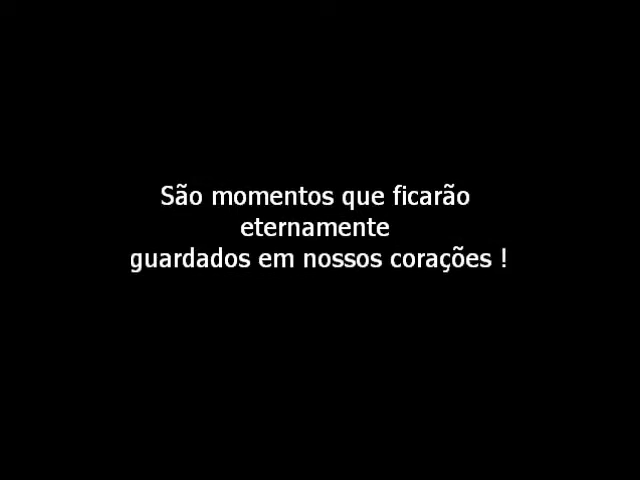 São momentos que ficarão
eternamente
guardados em nossos corações !